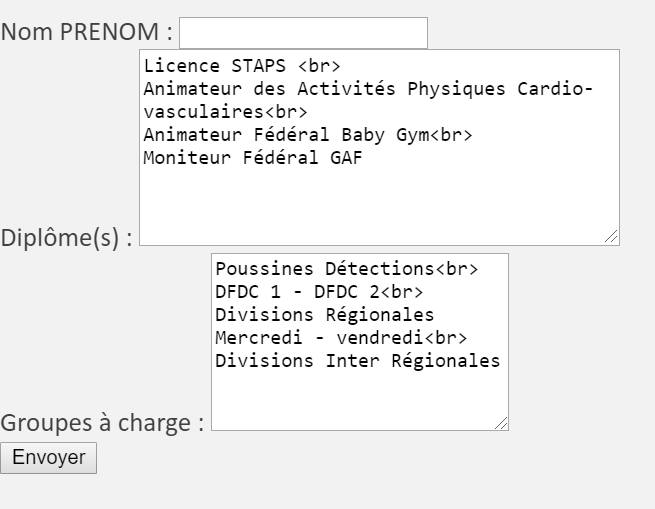 Nom PRENOM :
Licence STAPS <br>
Animateur des Activités Physiques Cardio-
vasculaires<br>
Animateur Fédéral Baby Gym<br>
Moniteur Fédéral GAF
Diplôme(s) :
Poussines Détections<br>
DFDC 1 - DFDC 2<br>
Divisions Régionales
Mercredi - vendredi<br>
Divisions Inter Régionales
Groupes à charge :
Envoyer